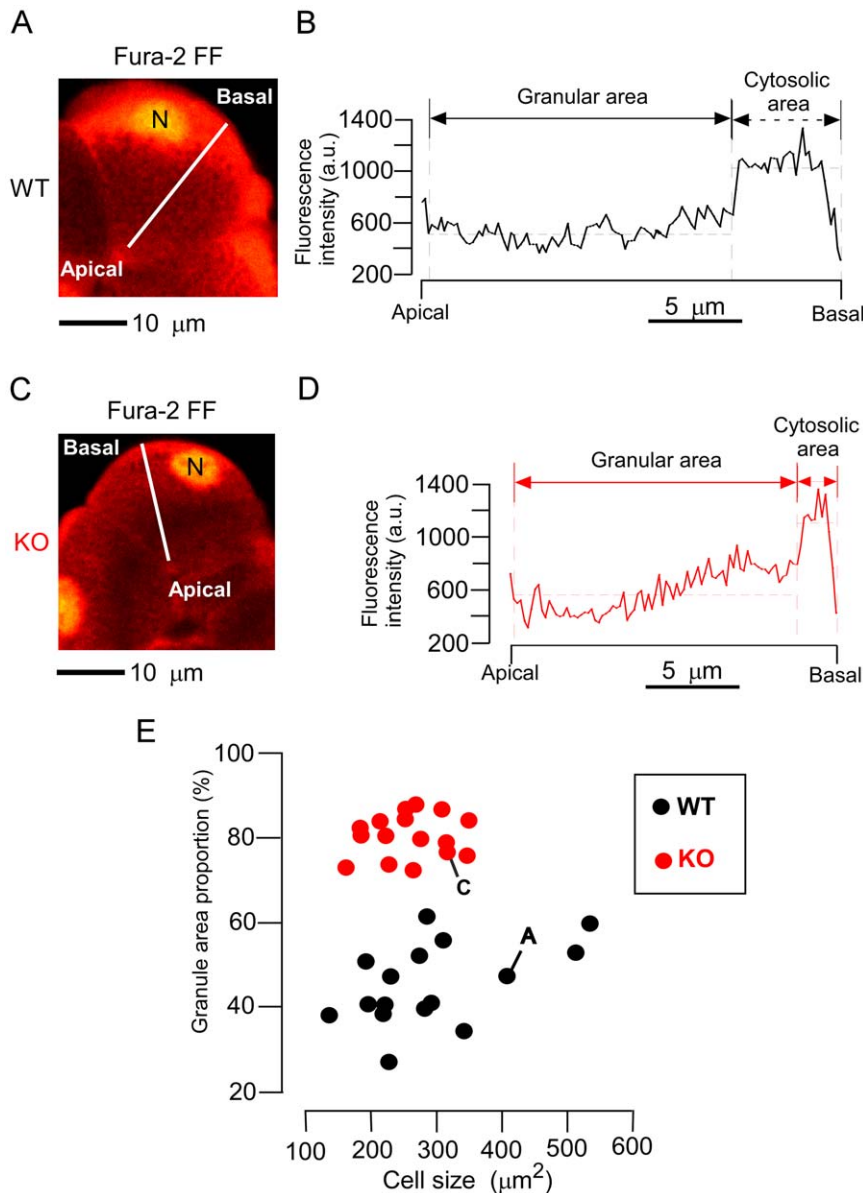 A
Fura-2 FF
Basal
N
WT
Apical
10 μm
B
Granular area
Cytosolic
area
Fluorescence
intensity (a.u.)
1400
1000
600
200
Apical
5 μm
Basal
C
Fura-2 FF
Basal
N
KO
Apical
10 μm
D
Granular area
Cytosolic
area
Fluorescence
intensity (a.u.)
1400
1000
600
200
Apical
5 μm
Basal
E
Granule area proportion (%)
100
80
60
40
20
C
A
WT
KO
100 200 300 400 500 600
Cell size (μm²)